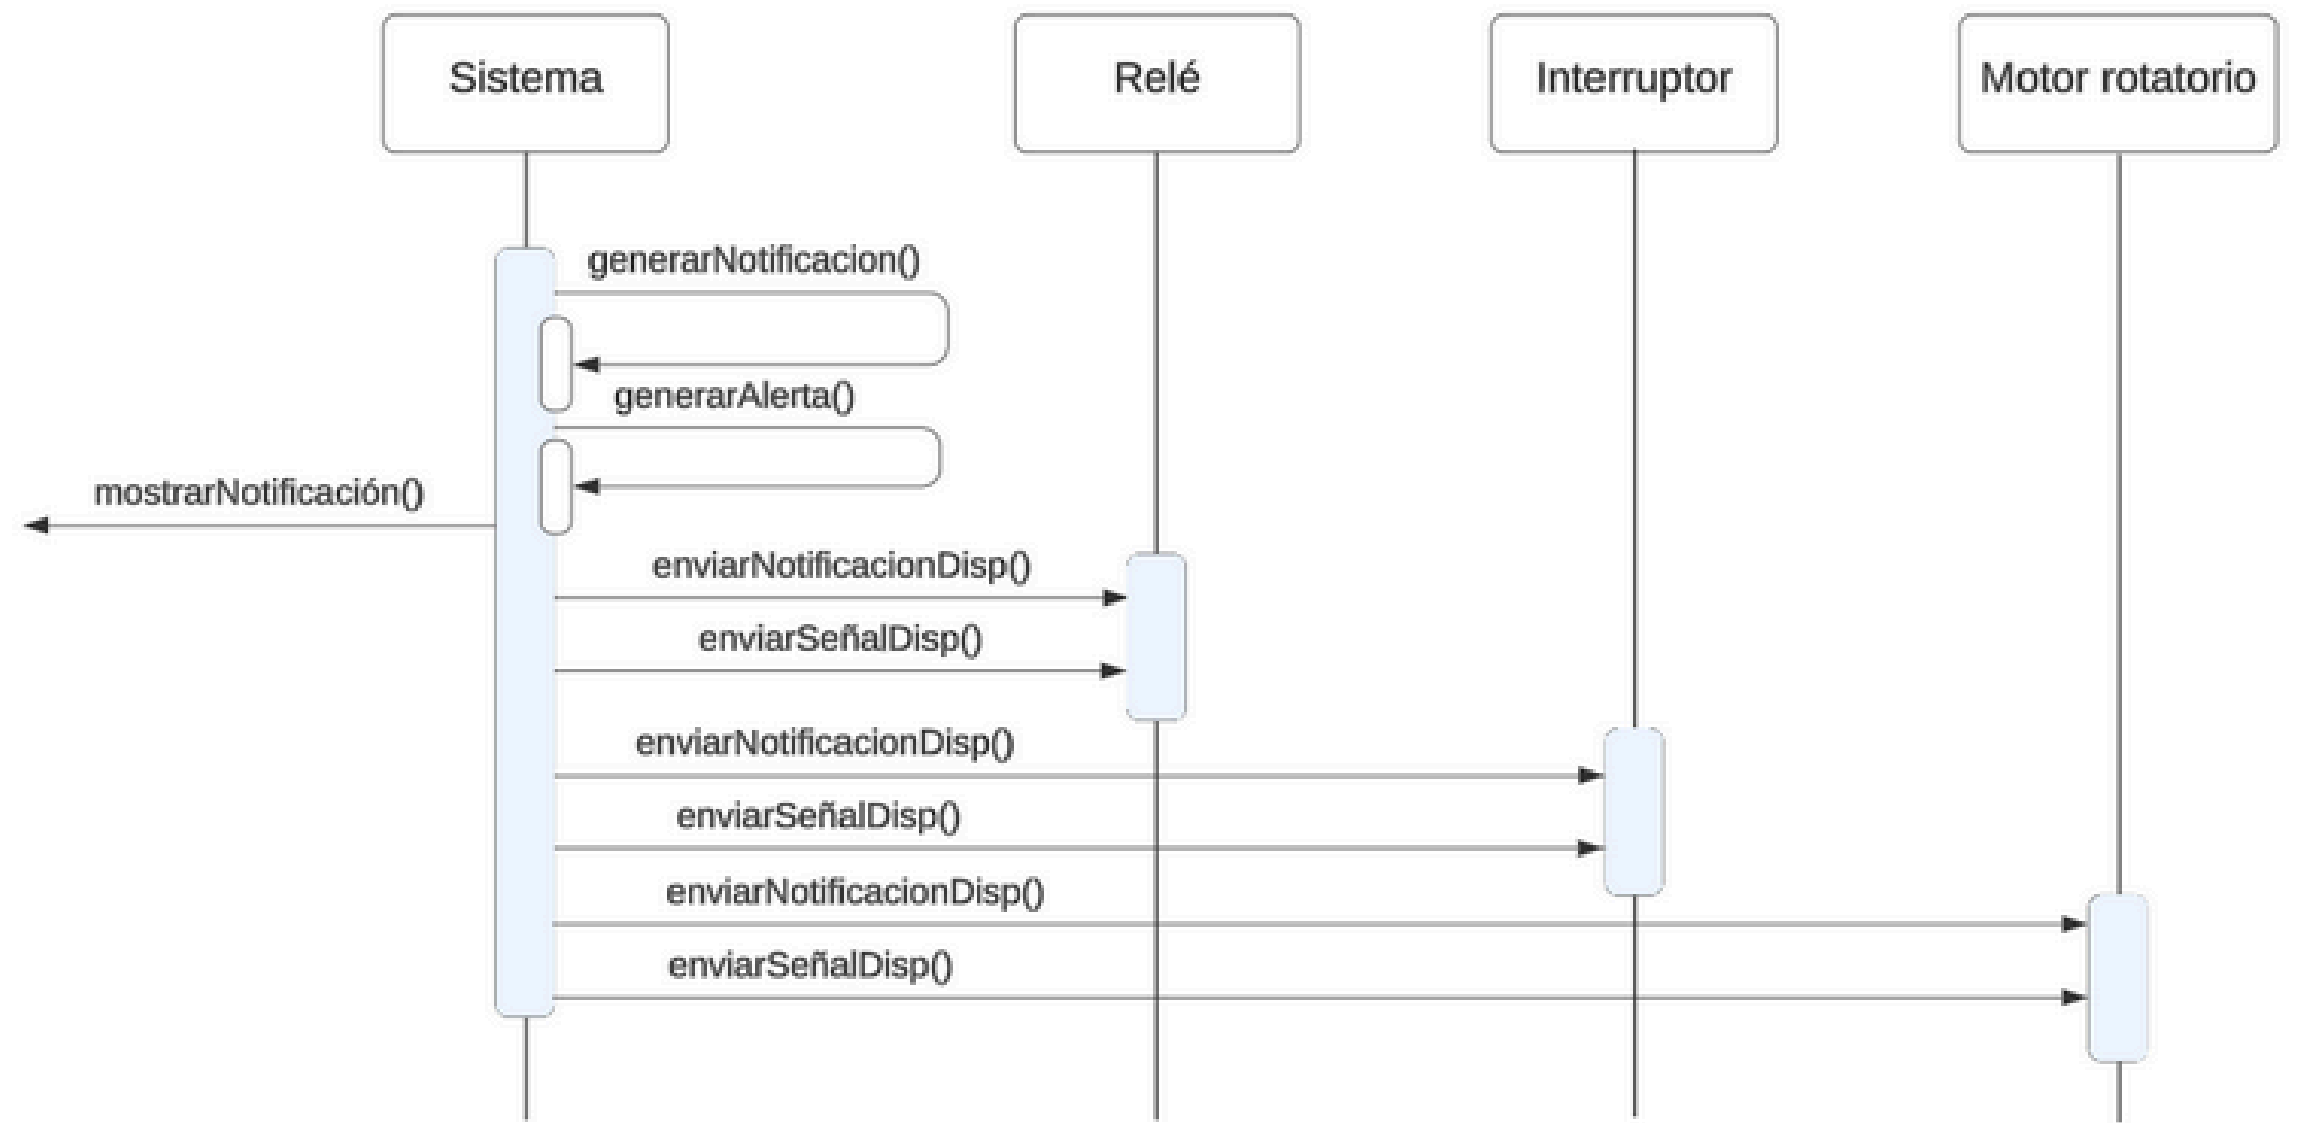 Sistema
Relé
Interruptor
Motor rotatorio
generarNotificacion()
generarAlerta()
mostrarNotificación()
enviarNotificacionDisp()
enviarSeñalDisp()
enviarNotificacionDisp()
enviarSeñalDisp()
enviarNotificacionDisp()
enviarSeñalDisp()